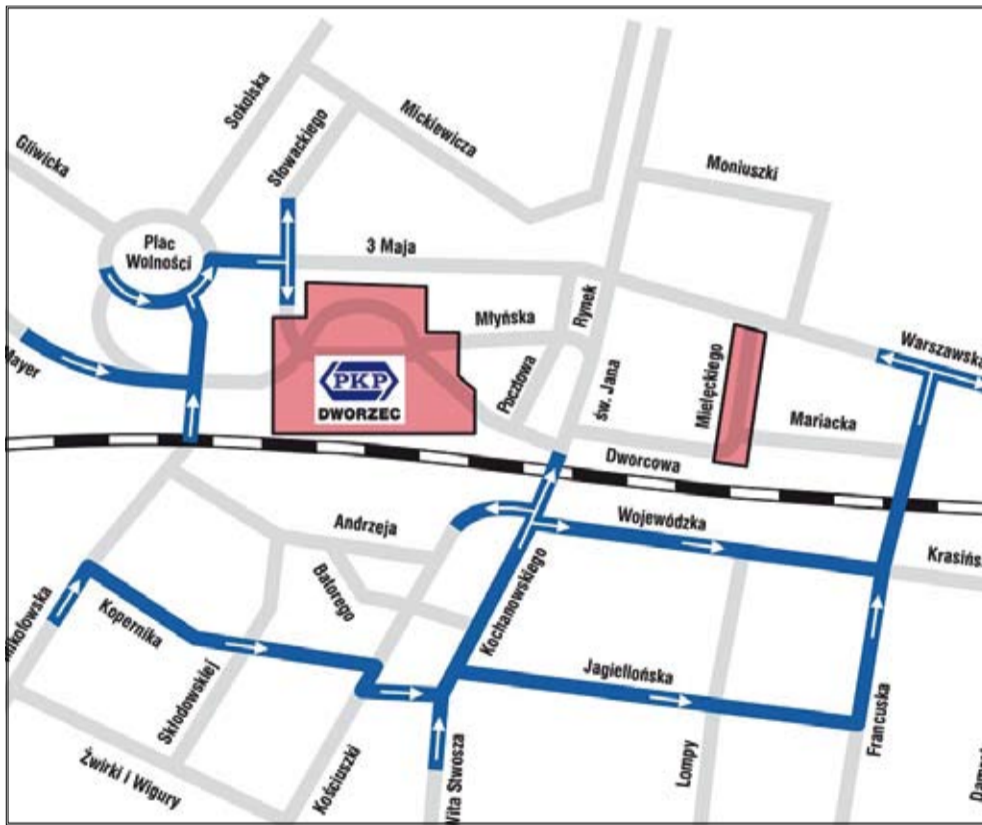 Sokolska
Mickiewicza
Gliwicka
Słowackiego
Moniuszki
Plac
Wolności
3 Maja
Rynek
Młyńska
Mayer
Pocztowa
św. Jana
Mielęckiego
Warszawska
PKP
DWORZEC
Mariacka
Dworcowa
Andrzeja
Wojewódzka
Krasińs
Batorego
Kochanowskiego
Mikołowska
Kopernika
Jagiellońska
Skłodowskiej
Francuska
Żwirki i Wigury
Kościuszki
Wita Stwosza
Lompy